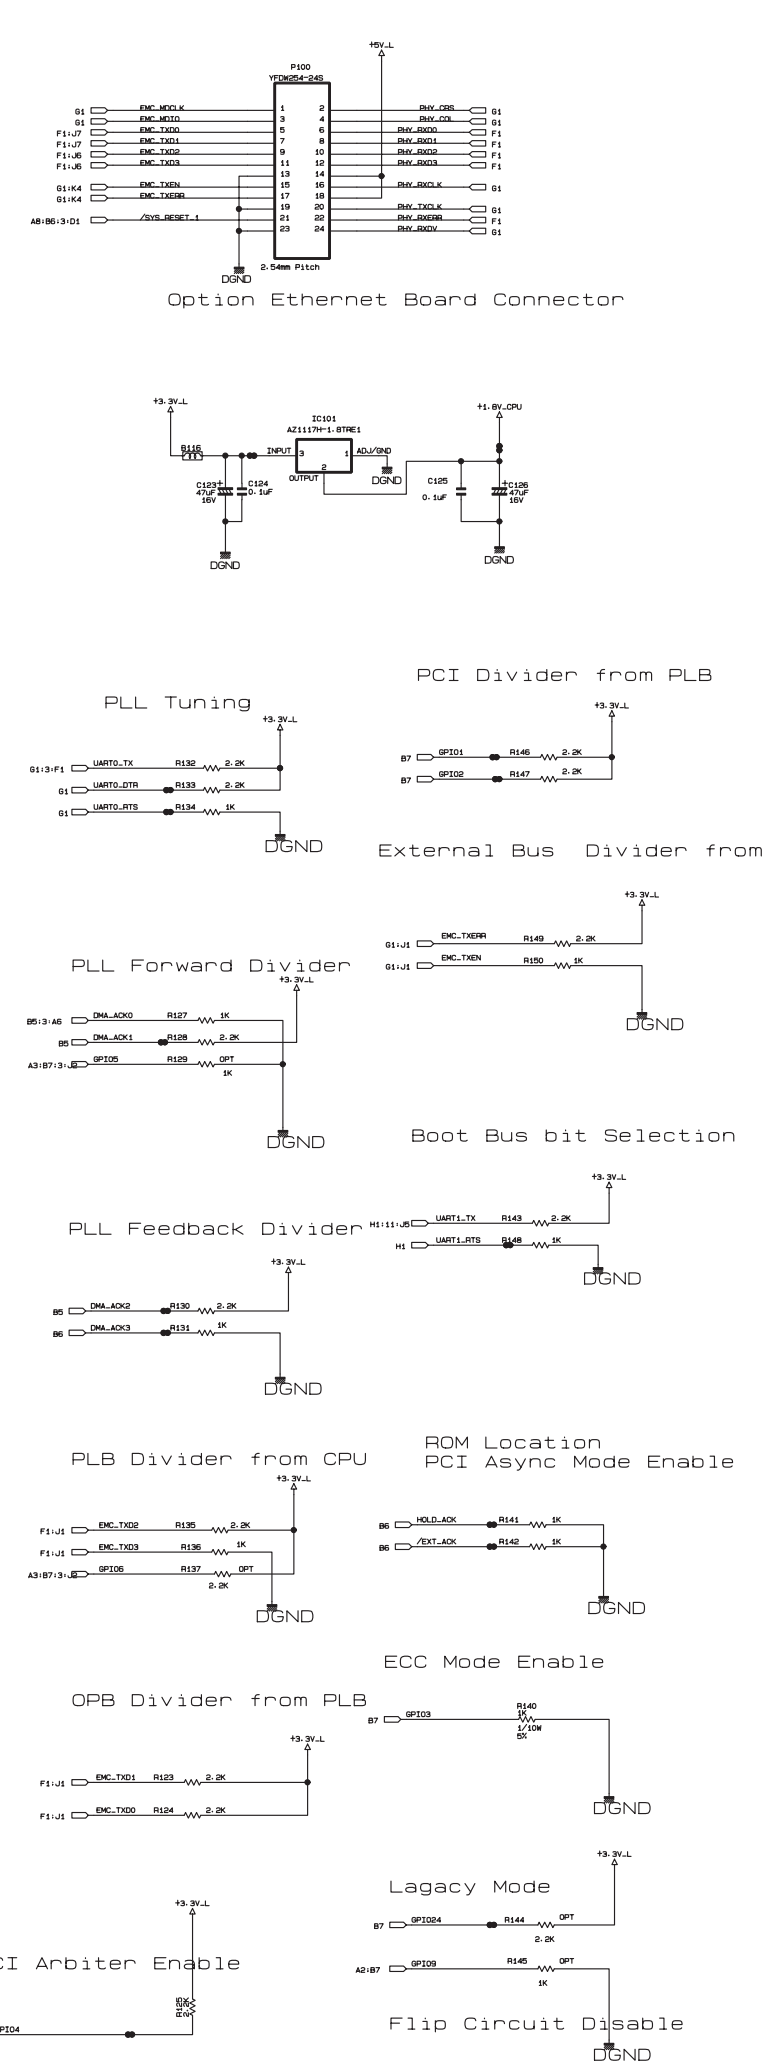 +5V_L
P100
YFDW254-24S
G1 EMC_MDCLK 1 2 PHY_CRS G1
G1 EMC_MDIO 3 4 PHY_COL G1
F1:J7 EMC_TXD0 5 6 PHY_RXD0 F1
F1:J7 EMC_TXD1 7 8 PHY_RXD1 F1
F1:J6 EMC_TXD2 9 10 PHY_RXD2 F1
F1:J6 EMC_TXD3 11 12 PHY_RXD3 F1
13 14
G1:K4 EMC_TXEN 15 16 PHY_RXCLK G1
G1:K4 EMC_TXERR 17 18
19 20 PHY_TXCLK G1
A8:B6:3:D1 /SYS_RESET_1 21 22 PHY_RXERR F1
23 24 PHY_RXDV G1
DGND
2.54mm Pitch
Option Ethernet Board Connector
+3.3V_L
+1.8V_CPU
IC101
AZ1117H-1.8TRE1
INPUT 3 1 ADJ/GND
2
OUTPUT
DGND
C123 + 47uF 16V
C124 0.1uF
C125 0.1uF
+ C126 47uF 16V
DGND
DGND
PLL Tuning
+3.3V_L
G1:3:F1 UART0_TX R132 2.2K
G1 UART0_DTR R133 2.2K
G1 UART0_RTS R134 1K
DGND
PCI Divider from PLB
+3.3V_L
B7 GPIO1 R146 2.2K
B7 GPIO2 R147 2.2K
External Bus Divider from
+3.3V_L
G1:J1 EMC_TXERR R149 2.2K
G1:J1 EMC_TXEN R150 1K
DGND
PLL Forward Divider
+3.3V_L
B5:3:A6 DMA_ACK0 R127 1K
B5 DMA_ACK1 R128 2.2K
A3:B7:3:J2 GPIO5 R129 OPT
1K
DGND
Boot Bus bit Selection
+3.3V_L
H1:11:J5 UART1_TX R143 2.2K
H1 UART1_RTS R148 1K
DGND
PLL Feedback Divider
+3.3V_L
B5 DMA_ACK2 R130 2.2K
B6 DMA_ACK3 R131 1K
DGND
PLB Divider from CPU
+3.3V_L
F1:J1 EMC_TXD2 R135 2.2K
F1:J1 EMC_TXD3 R136 1K
A3:B7:3:J2 GPIO6 R137 OPT
2.2K
DGND
ROM Location
PCI Async Mode Enable
B6 HOLD_ACK R141 1K
B6 /EXT_ACK R142 1K
DGND
ECC Mode Enable
B7 GPIO3 R140
1K
1/10W
5%
DGND
OPB Divider from PLB
+3.3V_L
F1:J1 EMC_TXD1 R123 2.2K
F1:J1 EMC_TXD0 R124 2.2K
Lagacy Mode
+3.3V_L
B7 GPIO24 R144 OPT
2.2K
A2:B7 GPIO9 R145 OPT
1K
Flip Circuit Disable
DGND
+3.3V_L
CI Arbiter Enable
R125
2.2K
PIO4